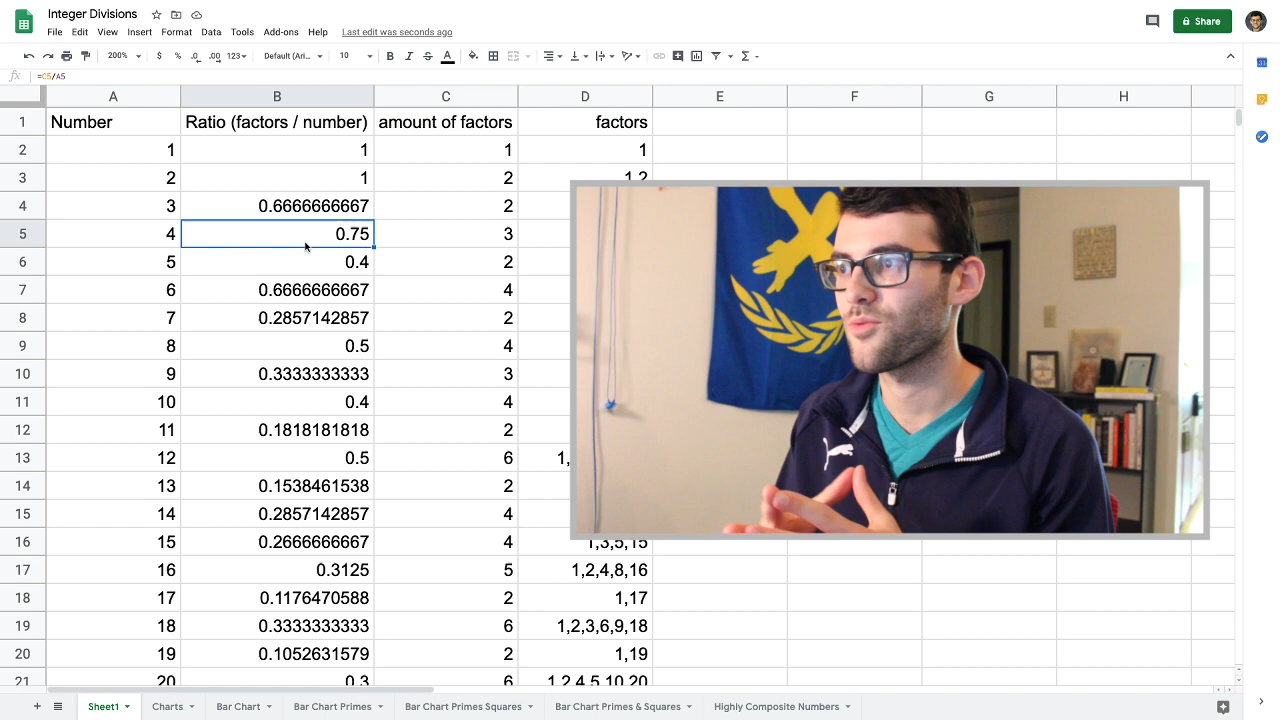 Integer Divisions
File Edit View Insert Format Data Tools Add-ons Help Last edit was seconds ago
Share
200% $ % .0 .00 123 Default (Ari... 10 B I S A
fx =C5/A5
A B C D E F G H
1 Number Ratio (factors / number) amount of factors factors
2 1 1 1 1
3 2 1 2 1,2
4 3 0.6666666667 2
5 4 0.75 3
6 5 0.4 2
7 6 0.6666666667 4
8 7 0.2857142857 2
9 8 0.5 4
10 9 0.3333333333 3
11 10 0.4 4
12 11 0.1818181818 2
13 12 0.5 6 1,
14 13 0.1538461538 2
15 14 0.2857142857 4
16 15 0.2666666667 4 1,3,5,15
17 16 0.3125 5 1,2,4,8,16
18 17 0.1176470588 2 1,17
19 18 0.3333333333 6 1,2,3,6,9,18
20 19 0.1052631579 2 1,19
21 20 0.3 6 1,2,4,5,10,20
Sheet1 Charts Bar Chart Bar Chart Primes Bar Chart Primes Squares Bar Chart Primes & Squares Highly Composite Numbers